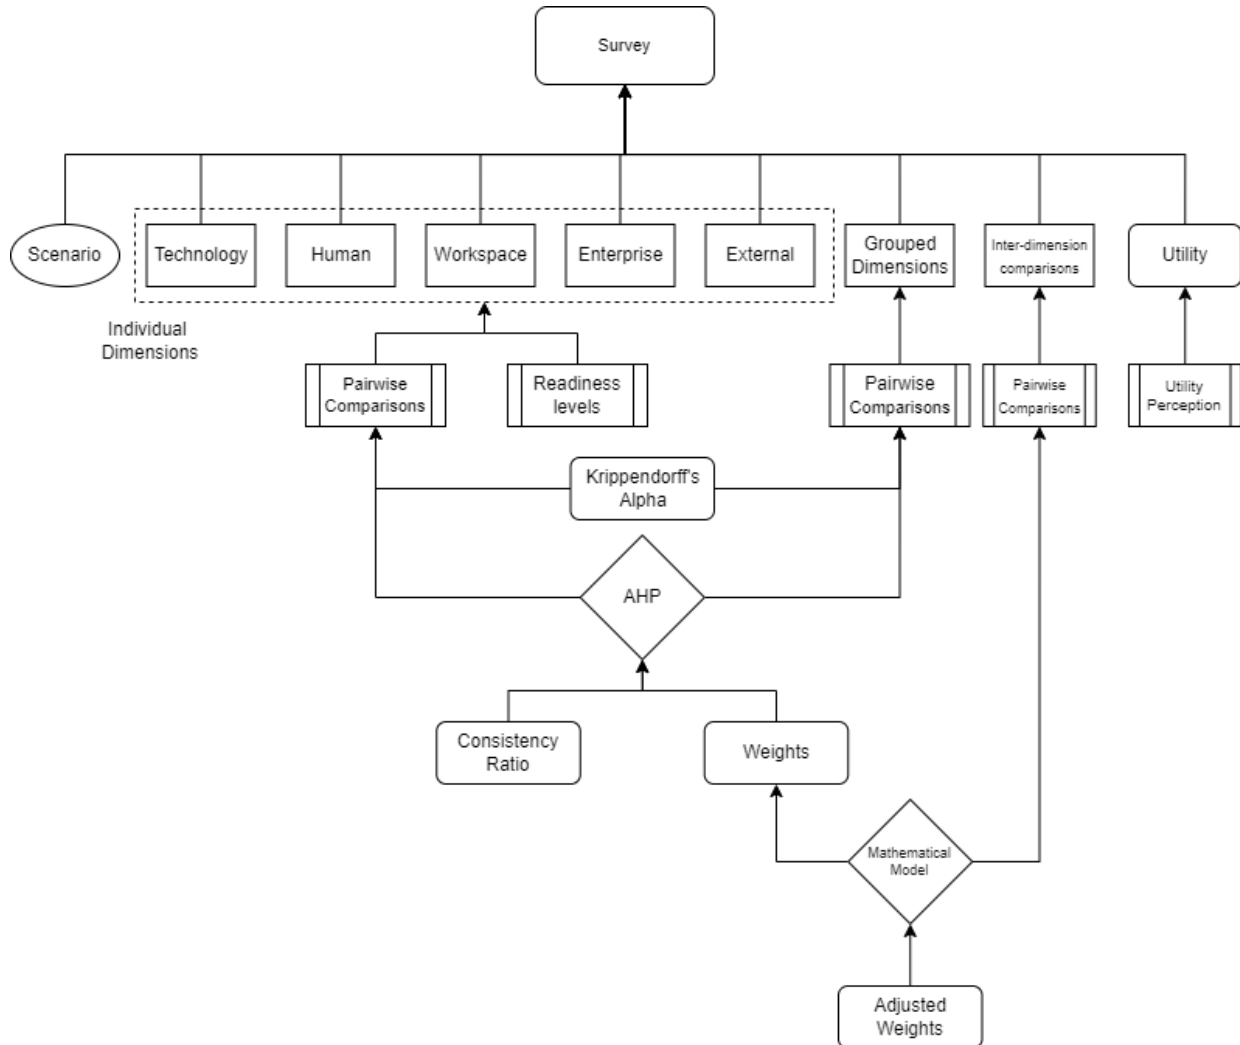 Survey
Scenario
Technology
Human
Workspace
Enterprise
External
Grouped
Dimensions
Inter-dimension
comparisons
Utility
Individual
Dimensions
Pairwise
Comparisons
Readiness
levels
Pairwise
Comparisons
Pairwise
Comparisons
Utility
Perception
Krippendorff's
Alpha
AHP
Consistency
Ratio
Weights
Mathematical
Model
Adjusted
Weights